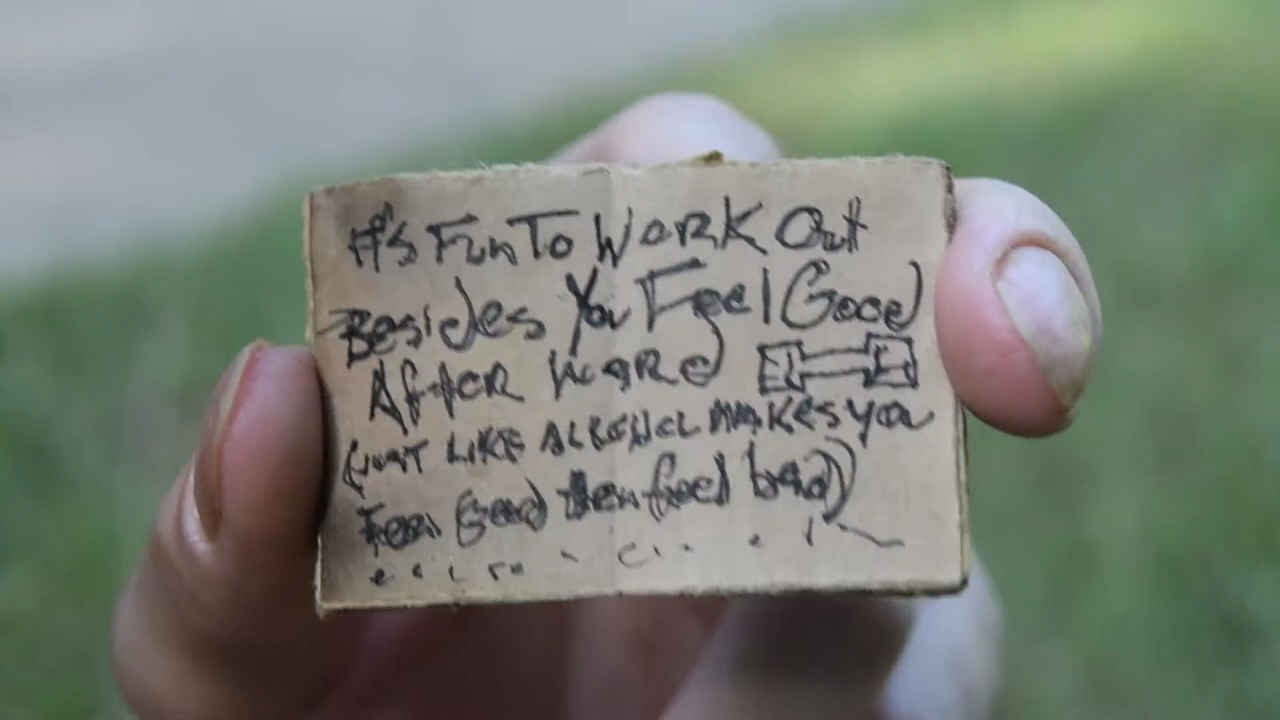 it's Fun To Work Out
Besides You Feel Good
After ward
(just LIKE ALCOHOL MAKES you
Feel Good then feel bad)